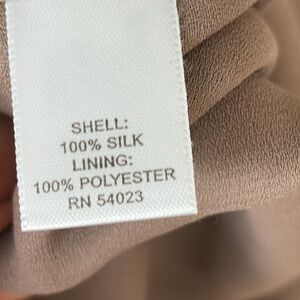 SHELL:
100% SILK
LINING:
100% POLYESTER
RN 54023